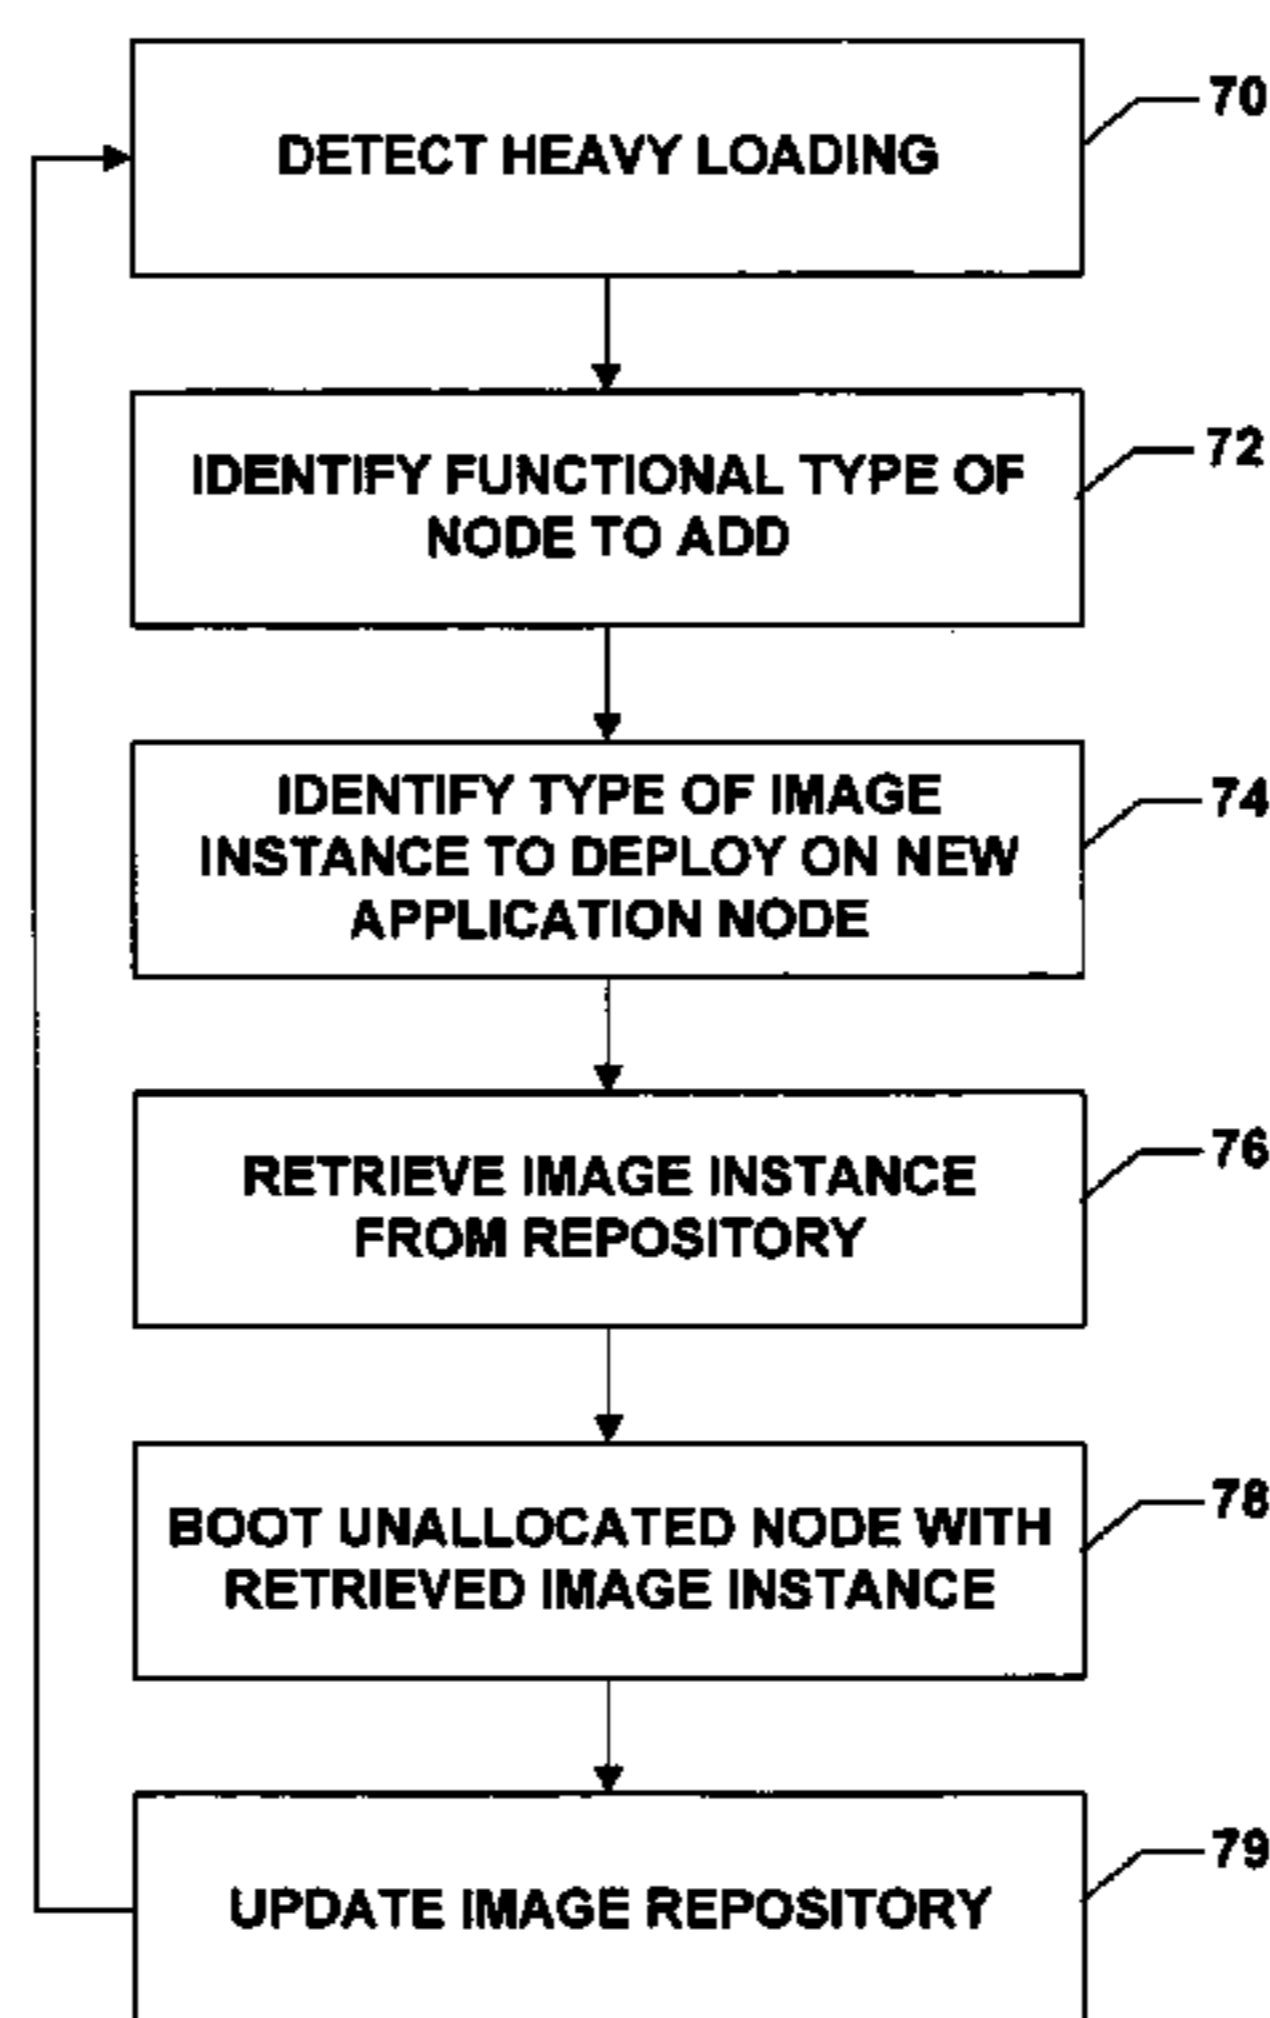 DETECT HEAVY LOADING
70
IDENTIFY FUNCTIONAL TYPE OF
NODE TO ADD
72
IDENTIFY TYPE OF IMAGE
INSTANCE TO DEPLOY ON NEW
APPLICATION NODE
74
RETRIEVE IMAGE INSTANCE
FROM REPOSITORY
76
BOOT UNALLOCATED NODE WITH
RETRIEVED IMAGE INSTANCE
78
UPDATE IMAGE REPOSITORY
79